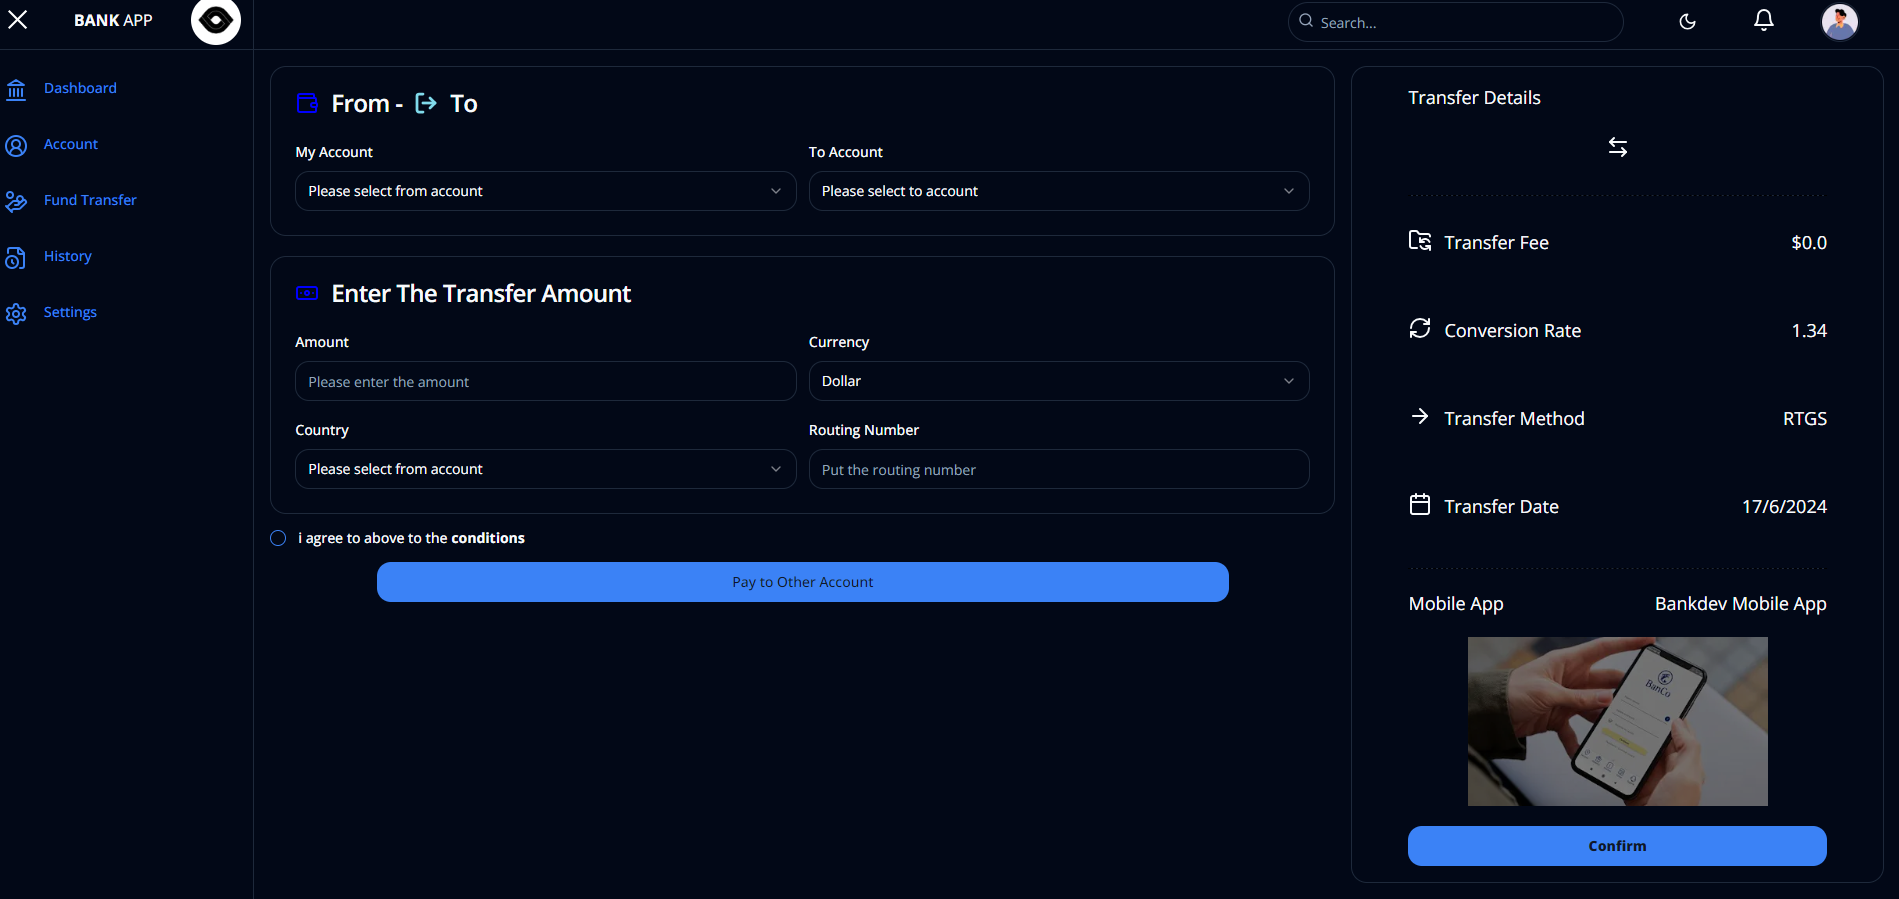 BANK APP
Search...
Dashboard
Account
Fund Transfer
History
Settings
From - To
My Account
To Account
Please select from account
Please select to account
Enter The Transfer Amount
Amount
Currency
Please enter the amount
Dollar
Country
Routing Number
Please select from account
Put the routing number
i agree to above to the conditions
Pay to Other Account
Transfer Details
Transfer Fee $0.0
Conversion Rate 1.34
Transfer Method RTGS
Transfer Date 17/6/2024
Mobile App Bankdev Mobile App
BanCo
Confirm